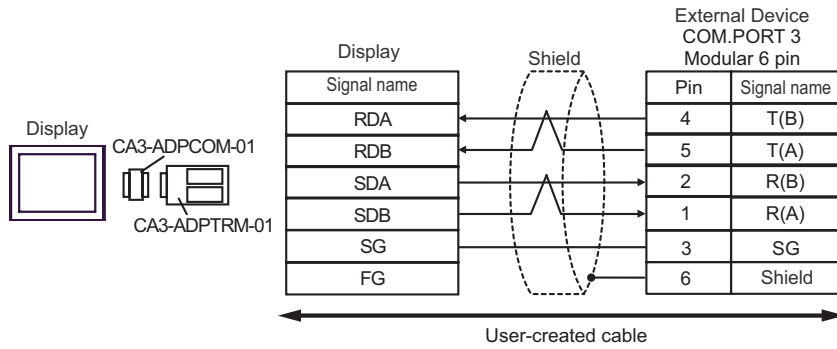 External Device
COM.PORT 3
Modular 6 pin
Display
Shield
Signal name
Pin
Signal name
RDA
4
T(B)
RDB
5
T(A)
SDA
2
R(B)
SDB
1
R(A)
SG
3
SG
FG
6
Shield
Display
CA3-ADPCOM-01
CA3-ADPTRM-01
User-created cable